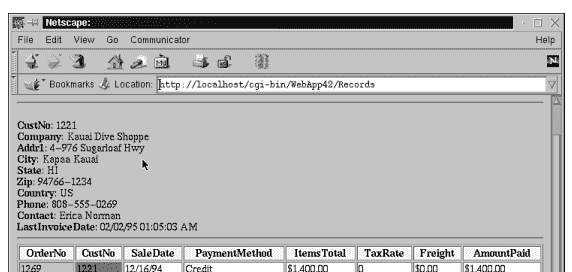 Netscape:
File Edit View Go Communicator Help
Bookmarks Location: http://localhost/cgi-bin/WebApp42/Records
CustNo: 1221
Company: Kauai Dive Shoppe
Addr1: 4-976 Sugarloaf Hwy
City: Kapaa Kauai
State: HI
Zip: 94766-1234
Country: US
Phone: 808-555-0269
Contact: Erica Norman
LastInvoiceDate: 02/02/95 01:05:03 AM
OrderNo CustNo SaleDate PaymentMethod ItemsTotal TaxRate Freight AmountPaid
1269 1221 12/16/94 Credit $1,400.00 0 $0.00 $1,400.00